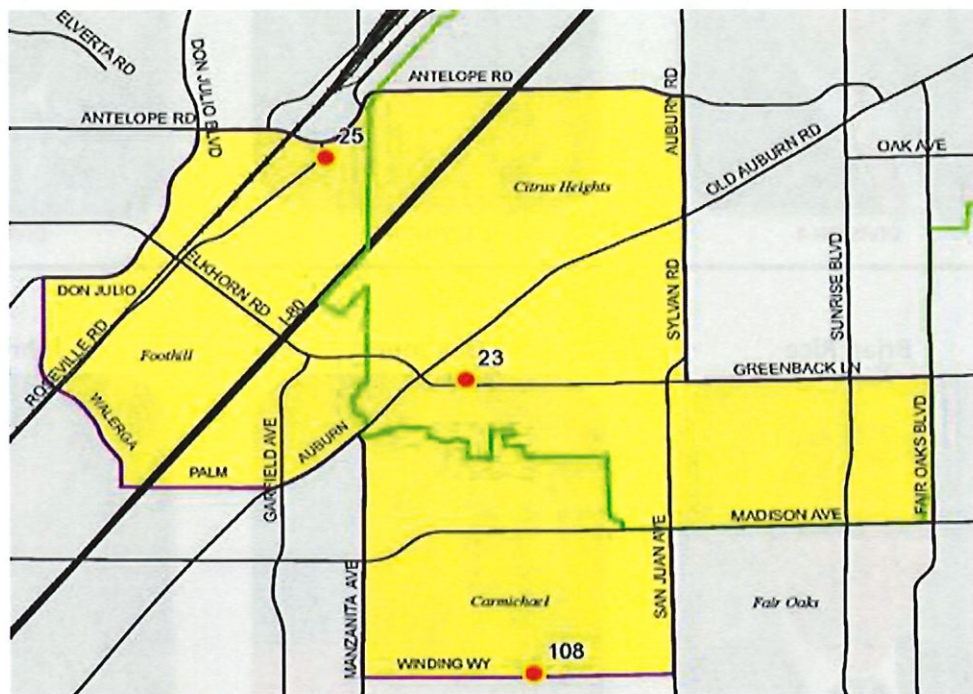 ELVERTA RD
DON JULIO BLVD
ANTELOPE RD
ANTELOPE RD
25
AUBURN RD
OLD AUBURN RD
OAK AVE
Citrus Heights
ELKHORN RD
I-80
DON JULIO
ROSEVILLE RD
Foothill
SYLVAN RD
SUNRISE BLVD
23
GREENBACK LN
WALERGA
GARFIELD AVE
AUBURN
PALM
FAIR OAKS BLVD
MADISON AVE
MANZANITA AVE
SAN JUAN AVE
Carmichael
Fair Oaks
WINDING WY
108